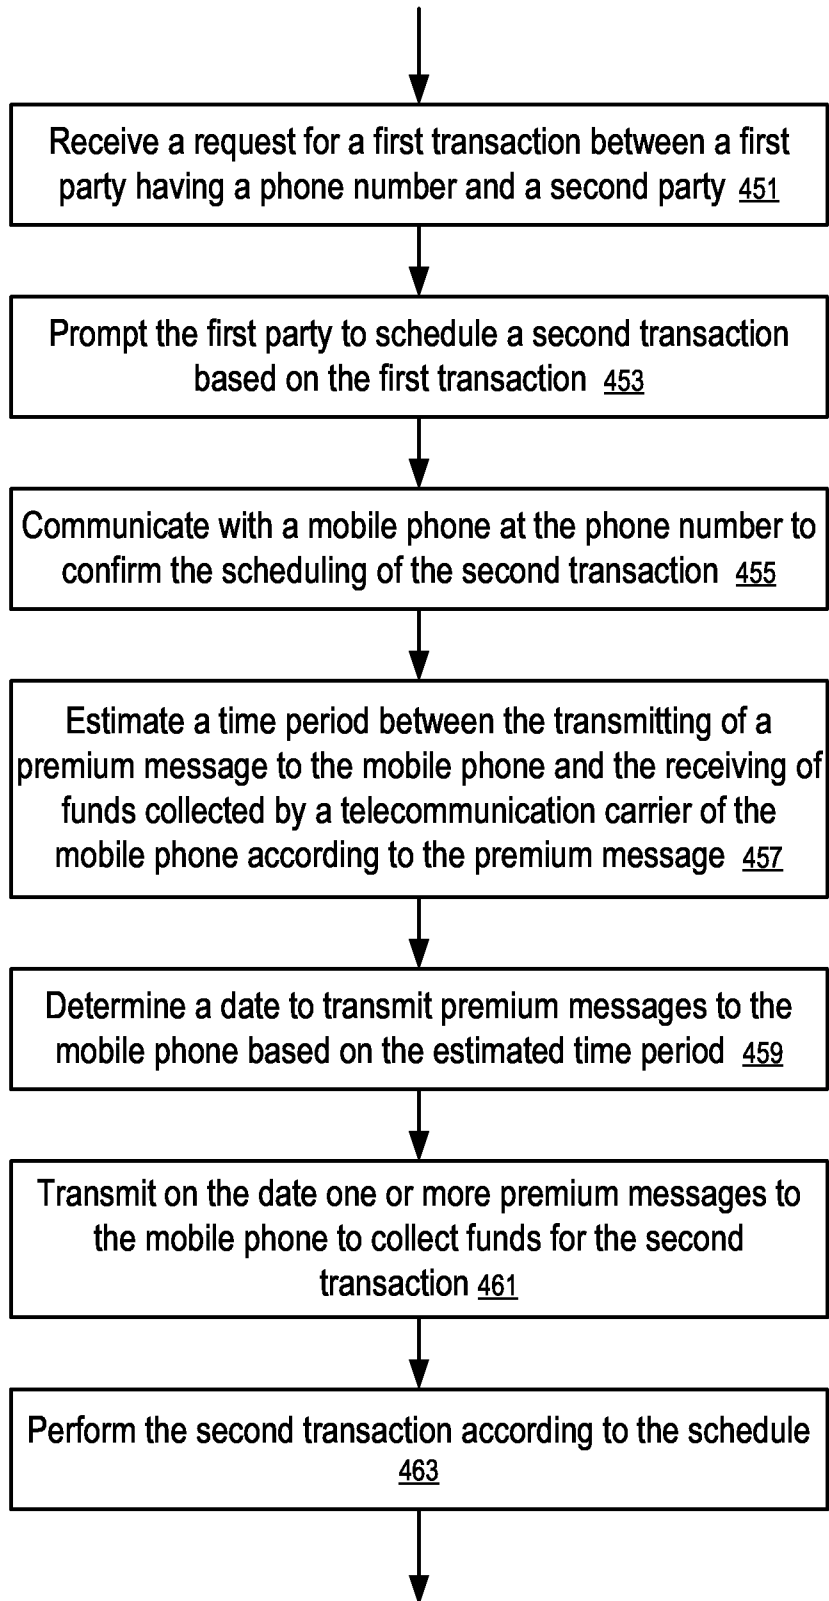 Receive a request for a first transaction between a first
party having a phone number and a second party 451
Prompt the first party to schedule a second transaction
based on the first transaction 453
Communicate with a mobile phone at the phone number to
confirm the scheduling of the second transaction 455
Estimate a time period between the transmitting of a
premium message to the mobile phone and the receiving of
funds collected by a telecommunication carrier of the
mobile phone according to the premium message 457
Determine a date to transmit premium messages to the
mobile phone based on the estimated time period 459
Transmit on the date one or more premium messages to
the mobile phone to collect funds for the second
transaction 461
Perform the second transaction according to the schedule
463